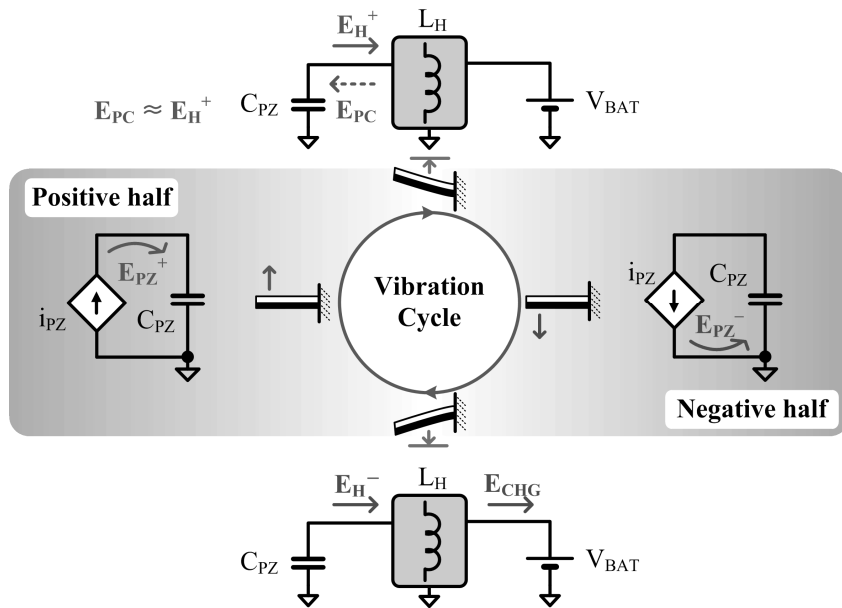 E_H^+
L_H
C_PZ
E_PC
V_BAT
E_PC ≈ E_H^+
Positive half
E_PZ^+
i_PZ
C_PZ
Vibration
Cycle
i_PZ
C_PZ
E_PZ^−
Negative half
E_H^−
L_H
E_CHG
C_PZ
V_BAT